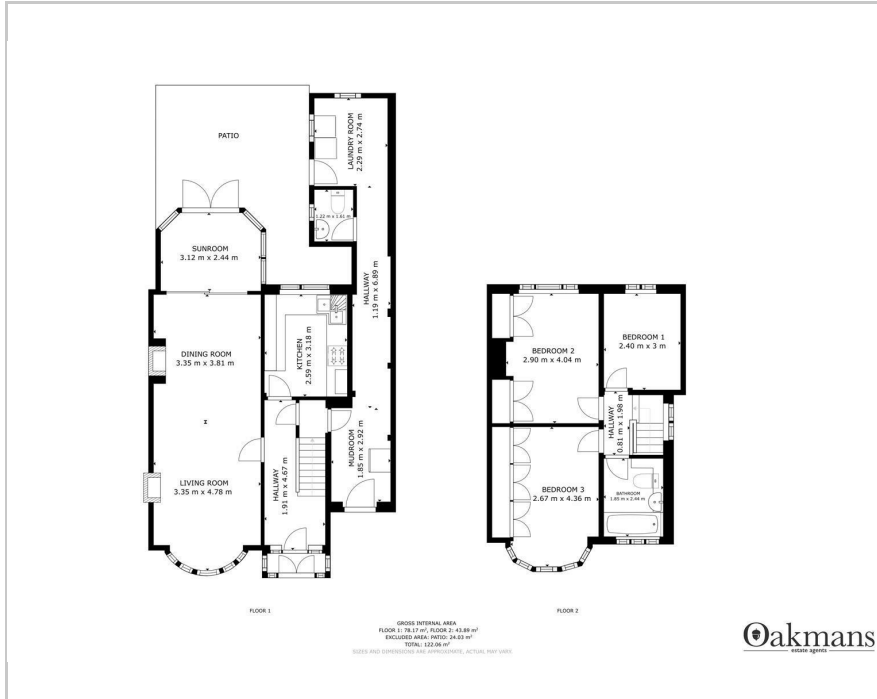 PATIO
LAUNDRY ROOM
2.29 m x 2.74 m
1.22 m x 1.61 m
SUNROOM
3.12 m x 2.44 m
HALLWAY
1.19 m x 6.89 m
DINING ROOM
3.35 m x 3.81 m
KITCHEN
2.59 m x 3.18 m
LIVING ROOM
3.35 m x 4.78 m
HALLWAY
1.91 m x 4.67 m
MUDROOM
1.85 m x 2.92 m
BEDROOM 2
2.90 m x 4.04 m
BEDROOM 1
2.40 m x 3 m
HALLWAY
0.81 m x 1.98 m
BEDROOM 3
2.67 m x 4.36 m
BATHROOM
1.85 m x 2.44 m
FLOOR 1
FLOOR 2
GROSS INTERNAL AREA
FLOOR 1: 78.17 m², FLOOR 2: 43.89 m²
EXCLUDED AREA: PATIO: 24.03 m²
TOTAL: 122.06 m²
SIZES AND DIMENSIONS ARE APPROXIMATE, ACTUAL MAY VARY.
Oakmans
estate agents